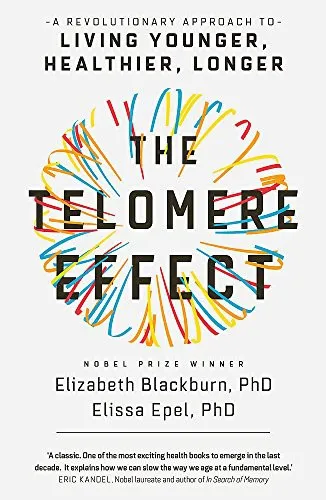 -A REVOLUTIONARY APPROACH TO-
LIVING YOUNGER,
HEALTHIER, LONGER
THE
TELOMERE
EFFECT
NOBEL PRIZE WINNER
Elizabeth Blackburn, PhD
Elissa Epel, PhD
'A classic. One of the most exciting health books to emerge in the last
decade. It explains how we can slow the way we age at a fundamental level.'
ERIC KANDEL, Nobel laureate and author of In Search of Memory